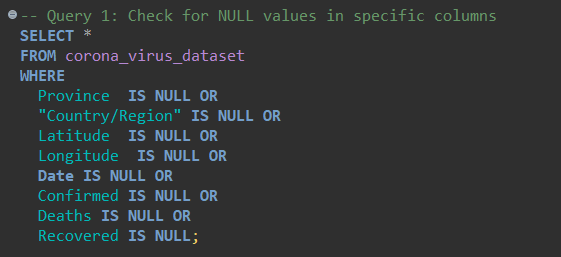 -- Query 1: Check for NULL values in specific columns
SELECT *
FROM corona_virus_dataset
WHERE
Province  IS NULL OR
"Country/Region" IS NULL OR
Latitude  IS NULL OR
Longitude  IS NULL OR
Date IS NULL OR
Confirmed IS NULL OR
Deaths IS NULL OR
Recovered IS NULL;